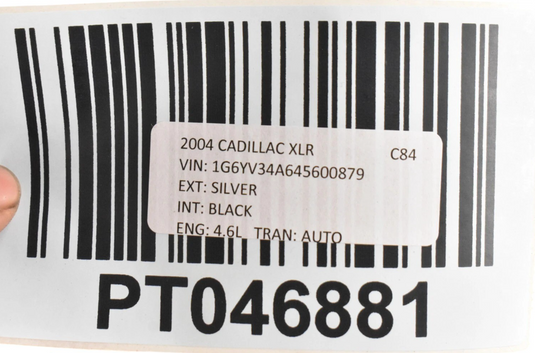 2004 CADILLAC XLR C84
VIN: 1G6YV34A645600879
EXT: SILVER
INT: BLACK
ENG: 4.6L TRAN: AUTO
PT046881